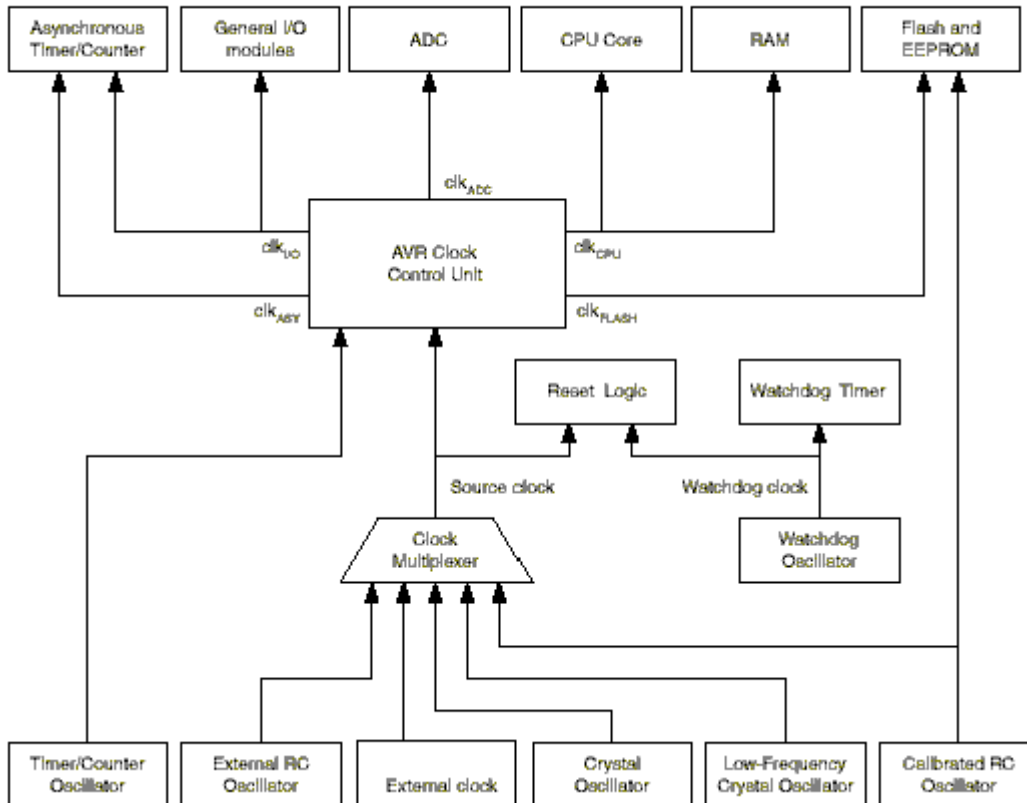 Asynchronous
Timer/Counter
General I/O
modules
ADC
CPU Core
RAM
Flash and
EEPROM
clkADC
clkI/O
AVR Clock
Control Unit
clkCPU
clkASY
clkFLASH
Reset Logic
Watchdog Timer
Source clock
Watchdog clock
Clock
Multiplexer
Watchdog
Oscillator
Timer/Counter
Oscillator
External RC
Oscillator
External clock
Crystal
Oscillator
Low-Frequency
Crystal Oscillator
Calibrated RC
Oscillator